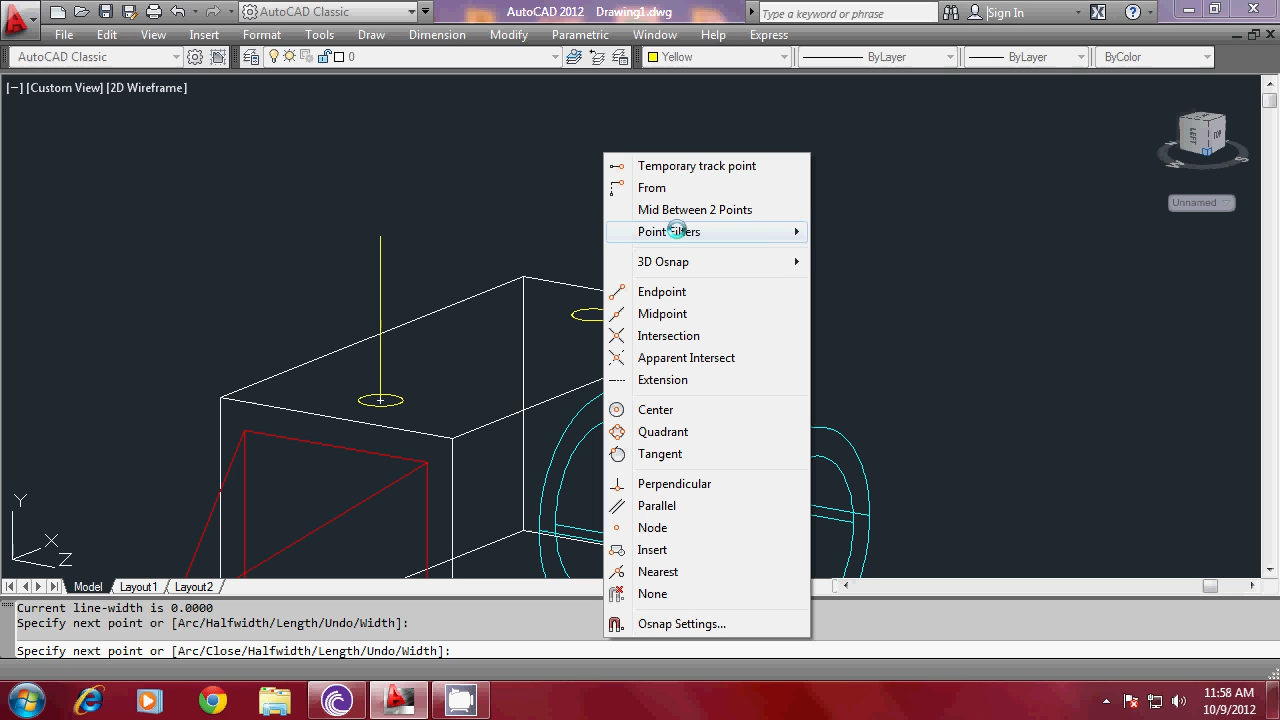 AutoCAD Classic
AutoCAD 2012 Drawing1.dwg
Type a keyword or phrase
Sign In
File Edit View Insert Format Tools Draw Dimension Modify Parametric Window Help Express
AutoCAD Classic
0
Yellow
ByLayer
ByLayer
ByColor
[−] [Custom View] [2D Wireframe]
LEFT
TOP
S
Unnamed
Temporary track point
From
Mid Between 2 Points
Point Filters
3D Osnap
Endpoint
Midpoint
Intersection
Apparent Intersect
Extension
Center
Quadrant
Tangent
Perpendicular
Parallel
Node
Insert
Nearest
None
Osnap Settings...
Y
X
Z
Model Layout1 Layout2
Current line-width is 0.0000
Specify next point or [Arc/Halfwidth/Length/Undo/Width]:
Specify next point or [Arc/Close/Halfwidth/Length/Undo/Width]:
11:58 AM
10/9/2012